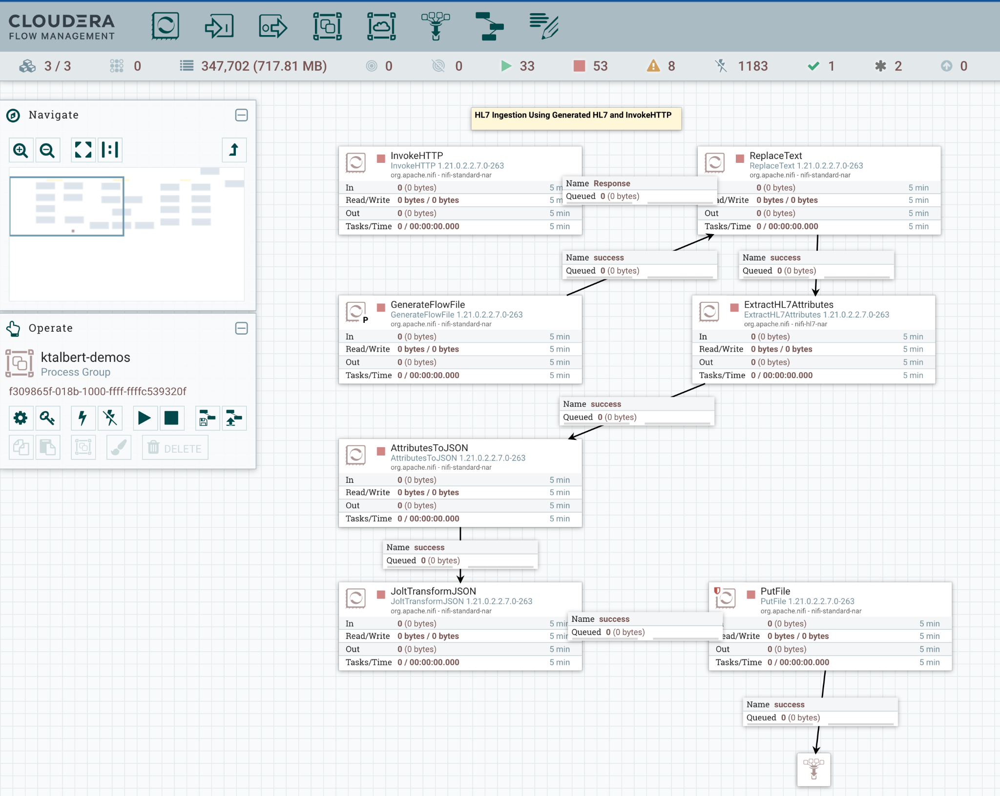 CLOUDERA
FLOW MANAGEMENT
3 / 3
0
347,702 (717.81 MB)
0
0
33
53
8
1183
1
2
0
Navigate
Operate
ktalbert-demos
Process Group
f309865f-018b-1000-ffff-ffffc539320f
DELETE
HL7 Ingestion Using Generated HL7 and InvokeHTTP
InvokeHTTP
InvokeHTTP 1.21.0.2.2.7.0-263
org.apache.nifi - nifi-standard-nar
In 0 (0 bytes) 5 m
Read/Write 0 bytes / 0 bytes 5 m
Out 0 (0 bytes) 5 min
Tasks/Time 0 / 00:00:00.000 5 min
Name Response
Queued 0 (0 bytes)
ReplaceText
ReplaceText 1.21.0.2.2.7.0-263
org.apache.nifi - nifi-standard-nar
0 (0 bytes) 5 min
ad/Write 0 bytes / 0 bytes 5 min
Out 0 (0 bytes) 5 min
Tasks/Time 0 / 00:00:00.000 5 min
Name success
Queued 0 (0 bytes)
Name success
Queued 0 (0 bytes)
GenerateFlowFile
GenerateFlowFile 1.21.0.2.2.7.0-263
org.apache.nifi - nifi-standard-nar
P
In 0 (0 bytes) 5 min
Read/Write 0 bytes / 0 bytes 5 min
Out 0 (0 bytes) 5 min
Tasks/Time 0 / 00:00:00.000 5 min
ExtractHL7Attributes
ExtractHL7Attributes 1.21.0.2.2.7.0-263
org.apache.nifi - nifi-hl7-nar
In 0 (0 bytes) 5 min
Read/Write 0 bytes / 0 bytes 5 min
Out 0 (0 bytes) 5 min
Tasks/Time 0 / 00:00:00.000 5 min
Name success
Queued 0 (0 bytes)
AttributesToJSON
AttributesToJSON 1.21.0.2.2.7.0-263
org.apache.nifi - nifi-standard-nar
In 0 (0 bytes) 5 min
Read/Write 0 bytes / 0 bytes 5 min
Out 0 (0 bytes) 5 min
Tasks/Time 0 / 00:00:00.000 5 min
Name success
Queued 0 (0 bytes)
JoltTransformJSON
JoltTransformJSON 1.21.0.2.2.7.0-263
org.apache.nifi - nifi-standard-nar
In 0 (0 bytes) 5 min
Read/Write 0 bytes / 0 bytes 5 min
Out 0 (0 bytes) 5 min
Tasks/Time 0 / 00:00:00.000 5 min
Name success
Queued 0 (0 bytes)
PutFile
PutFile 1.21.0.2.2.7.0-263
org.apache.nifi - nifi-standard-nar
0 (0 bytes) 5 min
ead/Write 0 bytes / 0 bytes 5 min
Out 0 (0 bytes) 5 min
Tasks/Time 0 / 00:00:00.000 5 min
Name success
Queued 0 (0 bytes)